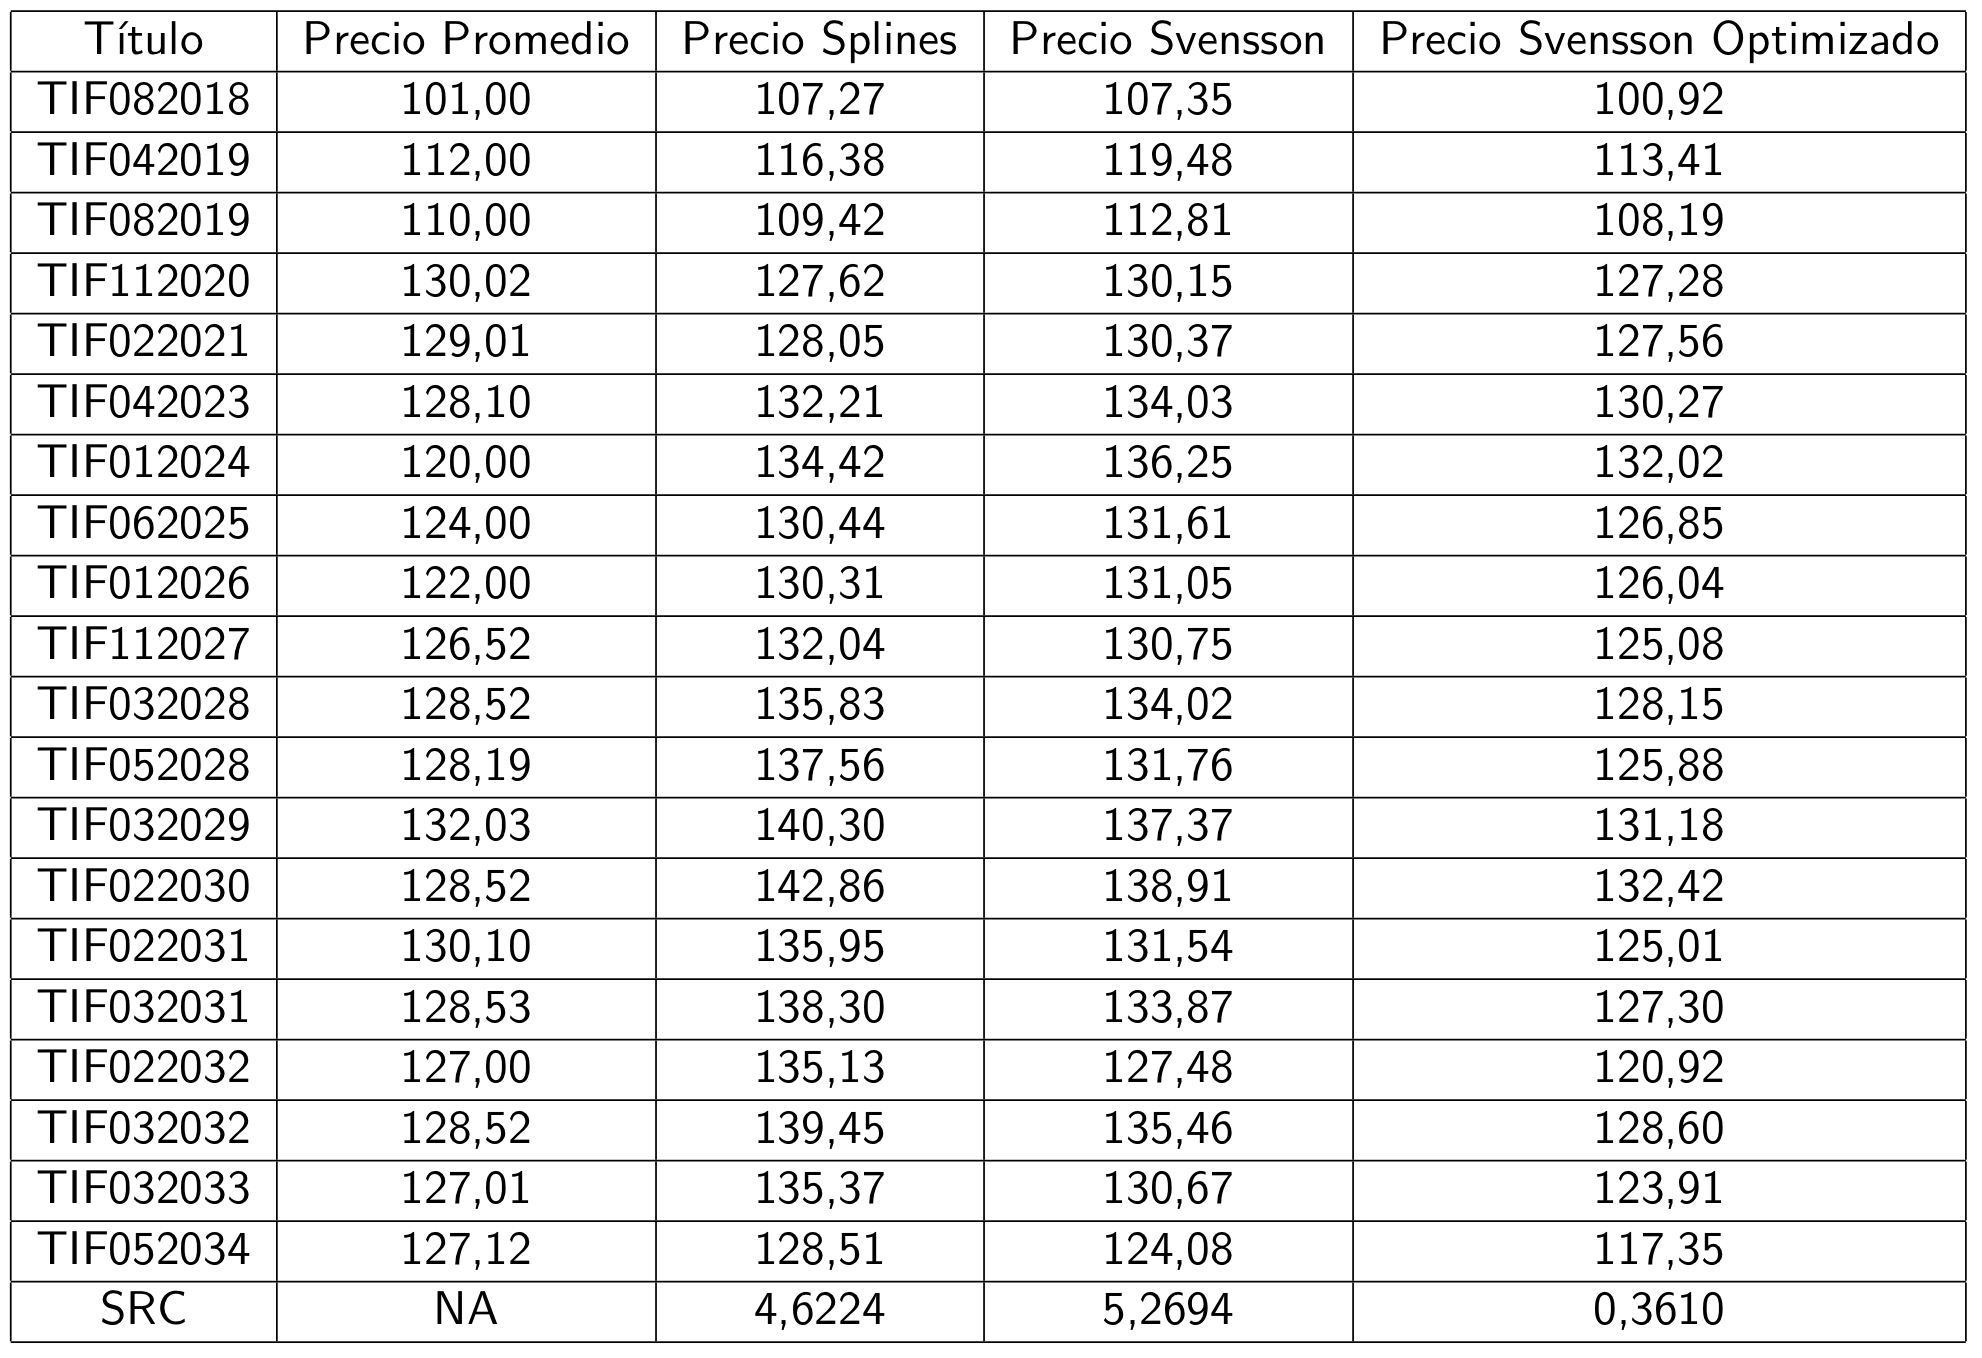 Título Precio Promedio Precio Splines Precio Svensson Precio Svensson Optimizado
TIF082018 101,00 107,27 107,35 100,92
TIF042019 112,00 116,38 119,48 113,41
TIF082019 110,00 109,42 112,81 108,19
TIF112020 130,02 127,62 130,15 127,28
TIF022021 129,01 128,05 130,37 127,56
TIF042023 128,10 132,21 134,03 130,27
TIF012024 120,00 134,42 136,25 132,02
TIF062025 124,00 130,44 131,61 126,85
TIF012026 122,00 130,31 131,05 126,04
TIF112027 126,52 132,04 130,75 125,08
TIF032028 128,52 135,83 134,02 128,15
TIF052028 128,19 137,56 131,76 125,88
TIF032029 132,03 140,30 137,37 131,18
TIF022030 128,52 142,86 138,91 132,42
TIF022031 130,10 135,95 131,54 125,01
TIF032031 128,53 138,30 133,87 127,30
TIF022032 127,00 135,13 127,48 120,92
TIF032032 128,52 139,45 135,46 128,60
TIF032033 127,01 135,37 130,67 123,91
TIF052034 127,12 128,51 124,08 117,35
SRC NA 4,6224 5,2694 0,3610